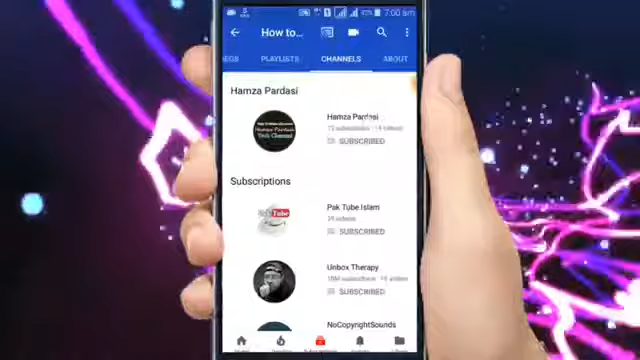 7:00 am
How to...
PLAYLISTS
CHANNELS
ABOUT
Hamza Pardasi
Hamza Pardasi
SUBSCRIBED
Subscriptions
Pak Tube Islam
SUBSCRIBED
Unbox Therapy
SUBSCRIBED
NoCopyrightSounds